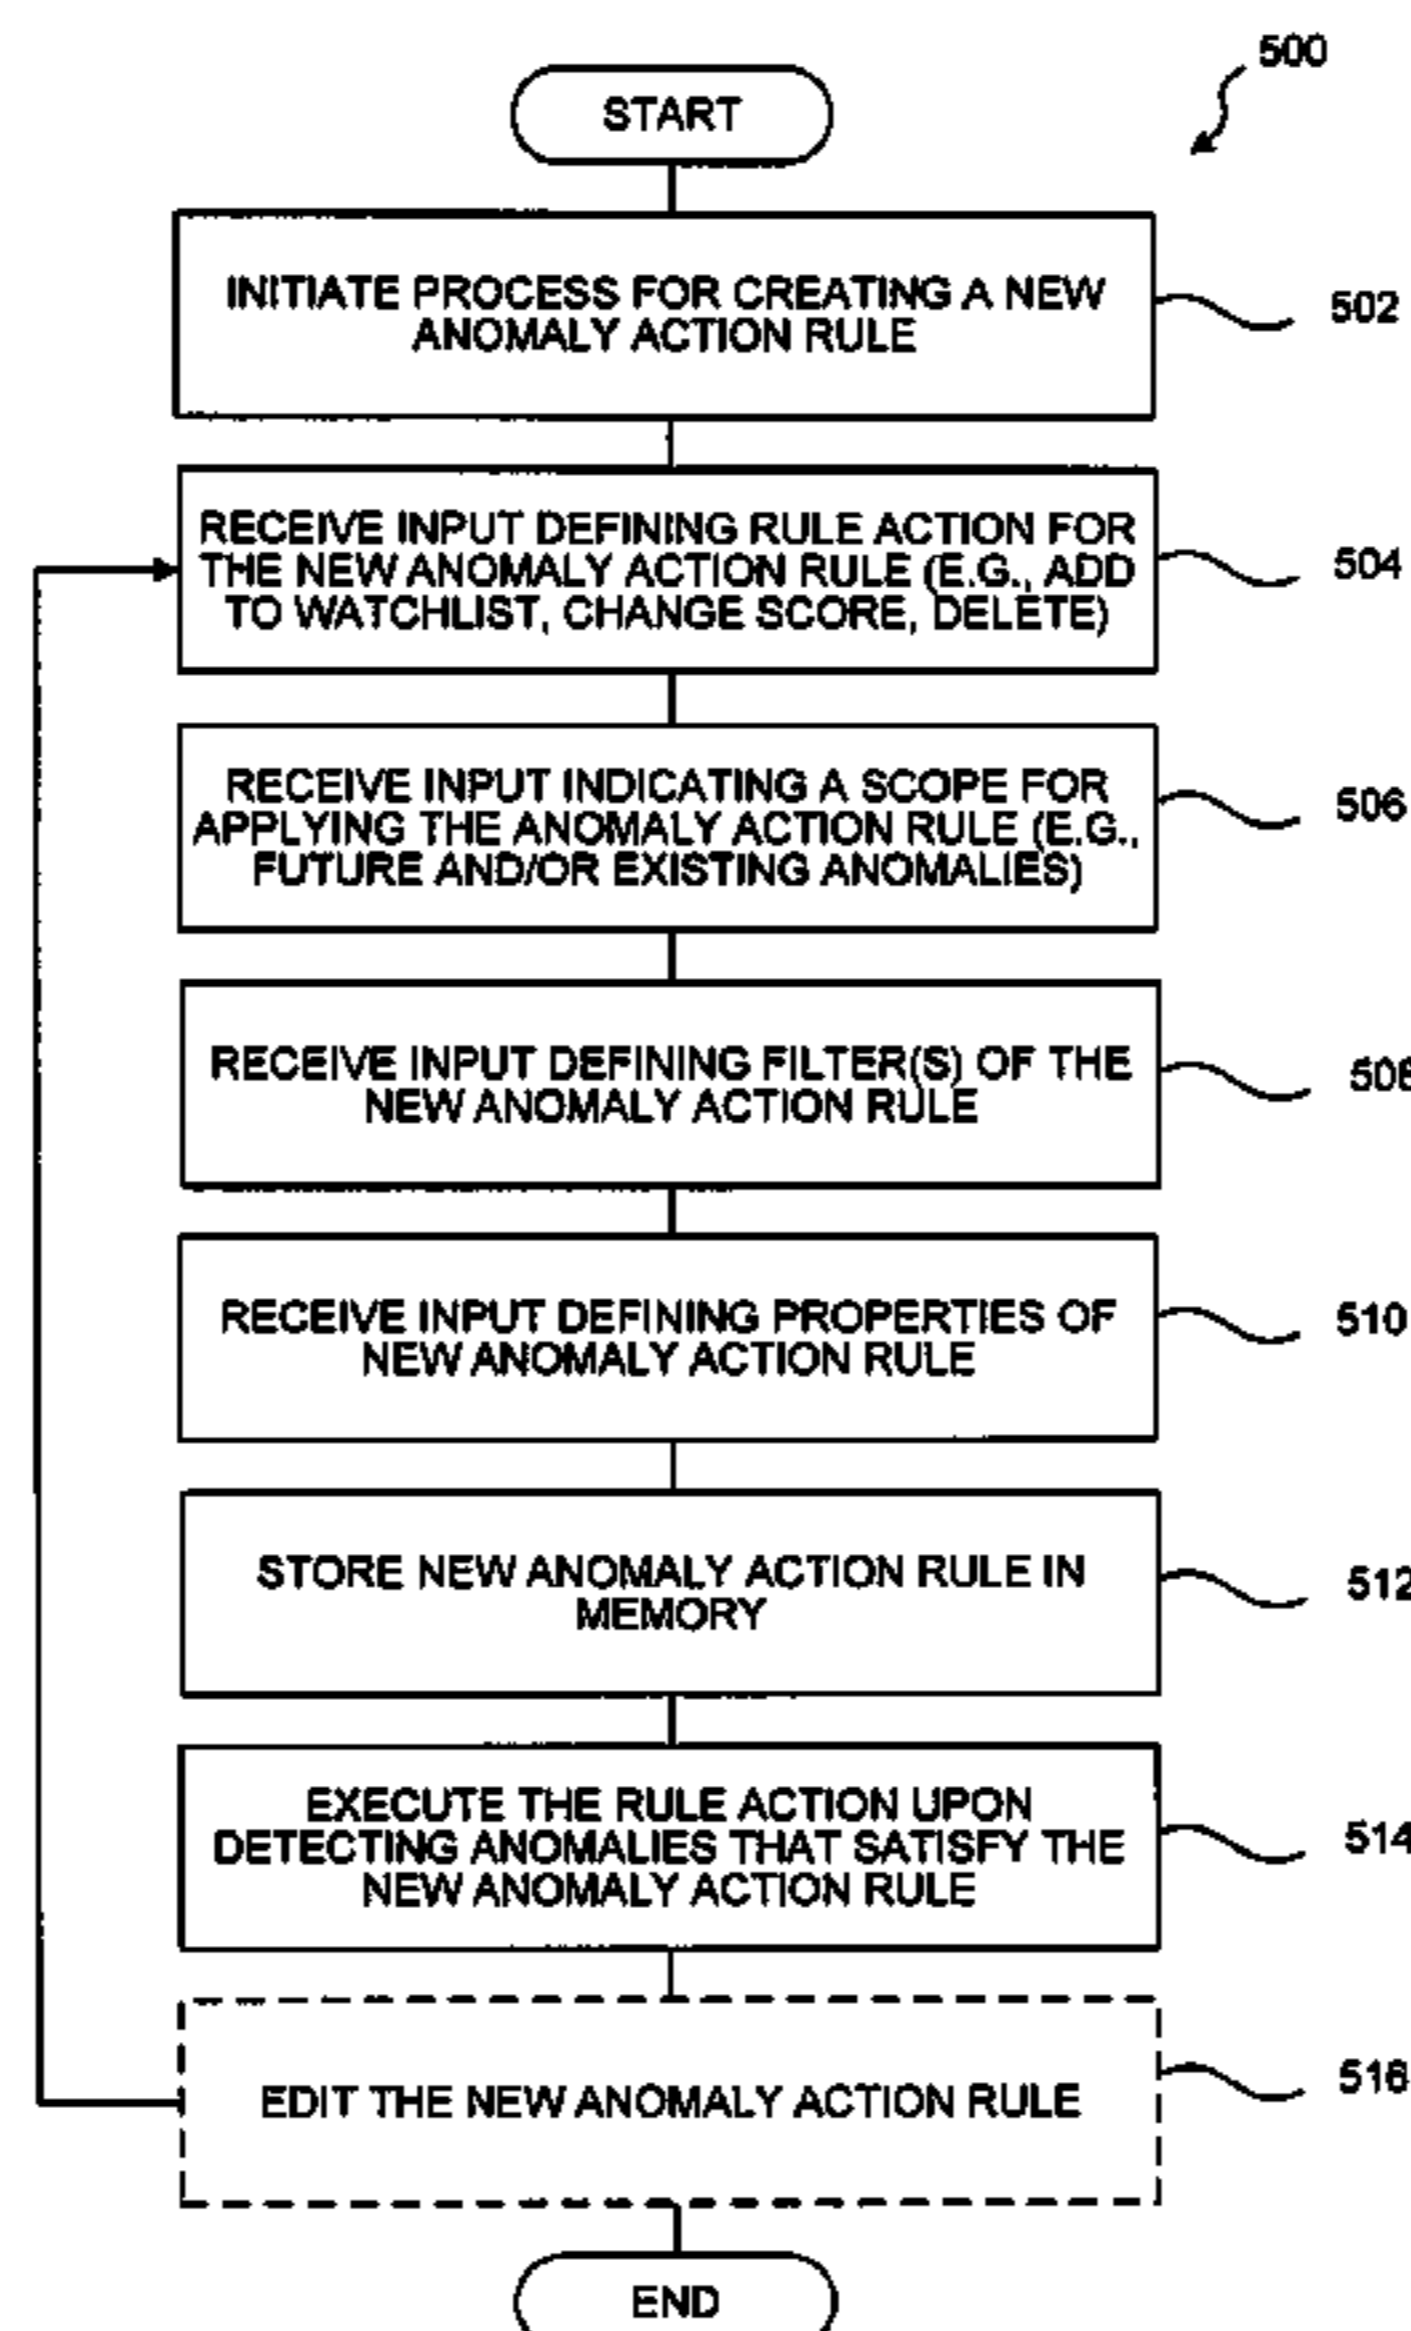 500
START
INITIATE PROCESS FOR CREATING A NEW
ANOMALY ACTION RULE
502
RECEIVE INPUT DEFINING RULE ACTION FOR
THE NEW ANOMALY ACTION RULE (E.G., ADD
TO WATCHLIST, CHANGE SCORE, DELETE)
504
RECEIVE INPUT INDICATING A SCOPE FOR
APPLYING THE ANOMALY ACTION RULE (E.G.,
FUTURE AND/OR EXISTING ANOMALIES)
506
RECEIVE INPUT DEFINING FILTER(S) OF THE
NEW ANOMALY ACTION RULE
508
RECEIVE INPUT DEFINING PROPERTIES OF
NEW ANOMALY ACTION RULE
510
STORE NEW ANOMALY ACTION RULE IN
MEMORY
512
EXECUTE THE RULE ACTION UPON
DETECTING ANOMALIES THAT SATISFY THE
NEW ANOMALY ACTION RULE
514
EDIT THE NEW ANOMALY ACTION RULE
516
END